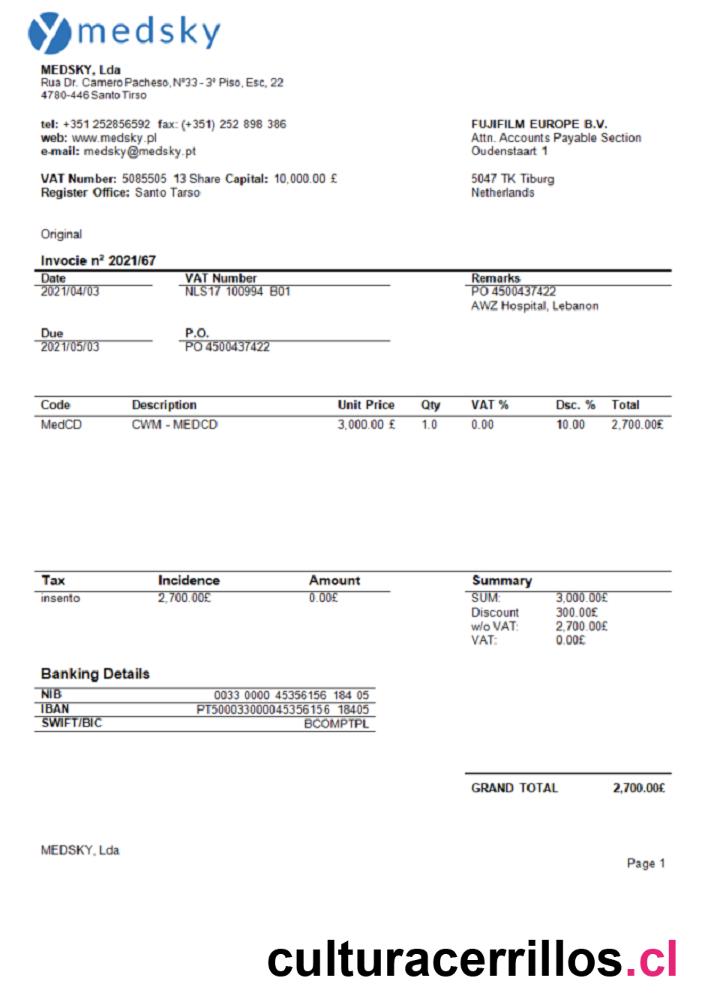 medsky
MEDSKY, Lda
Rua Dr. Camero Pacheso, Nº33 - 3º Piso, Esc, 22
4780-446 Santo Tirso
tel: +351 252856592 fax: (+351) 252 898 386
web: www.medsky.pl
e-mail: medsky@medsky.pt
VAT Number: 5085505 13 Share Capital: 10,000.00 £
Register Office: Santo Tarso
FUJIFILM EUROPE B.V.
Attn. Accounts Payable Section
Oudenstaart 1
5047 TK Tiburg
Netherlands
Original
Invocie nº 2021/67
Date VAT Number Remarks
2021/04/03 NLS17 100994 B01 PO 4500437422
AWZ Hospital, Lebanon
Due P.O.
2021/05/03 PO 4500437422
Code Description Unit Price Qty VAT % Dsc. % Total
MedCD CWM - MEDCD 3,000.00 £ 1.0 0.00 10.00 2,700.00£
Tax Incidence Amount
insento 2,700.00£ 0.00£
Summary
SUM: 3,000.00£
Discount 300.00£
w/o VAT: 2,700.00£
VAT: 0.00£
Banking Details
NIB 0033 0000 45356156 184 05
IBAN PT500033000045356156 18405
SWIFT/BIC BCOMPTPL
GRAND TOTAL 2,700.00£
MEDSKY, Lda
Page 1
culturacerrillos.cl